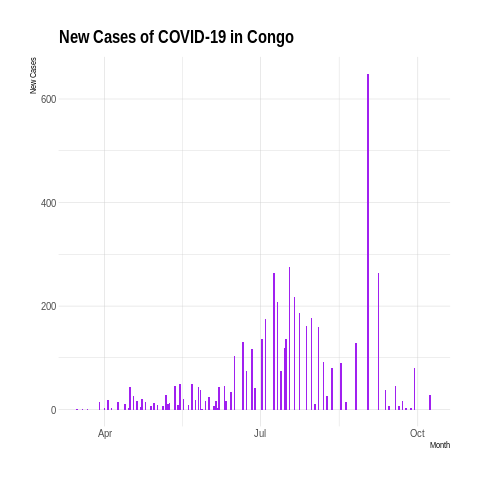 New Cases of COVID-19 in Congo
New Cases
600
400
200
0
Apr
Jul
Oct
Month